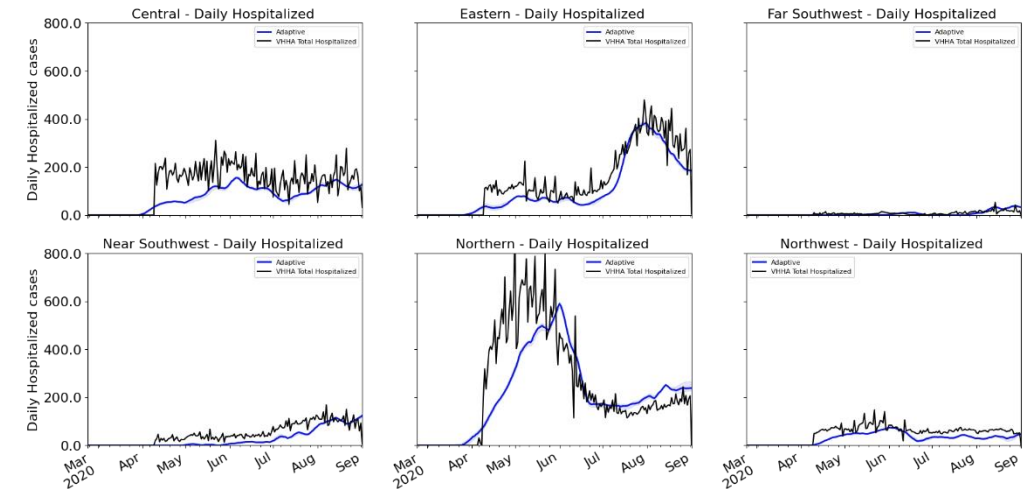 Central - Daily Hospitalized
Eastern - Daily Hospitalized
Far Southwest - Daily Hospitalized
Daily Hospitalized cases
800.0
600.0
400.0
200.0
0.0
Adaptive
VHHA Total Hospitalized
Adaptive
VHHA Total Hospitalized
Adaptive
VHHA Total Hospitalized
Near Southwest - Daily Hospitalized
Northern - Daily Hospitalized
Northwest - Daily Hospitalized
Daily Hospitalized cases
800.0
600.0
400.0
200.0
0.0
Adaptive
VHHA Total Hospitalized
Adaptive
VHHA Total Hospitalized
Adaptive
VHHA Total Hospitalized
Mar 2020 Apr May Jun Jul Aug Sep
Mar 2020 Apr May Jun Jul Aug Sep
Mar 2020 Apr May Jun Jul Aug Sep